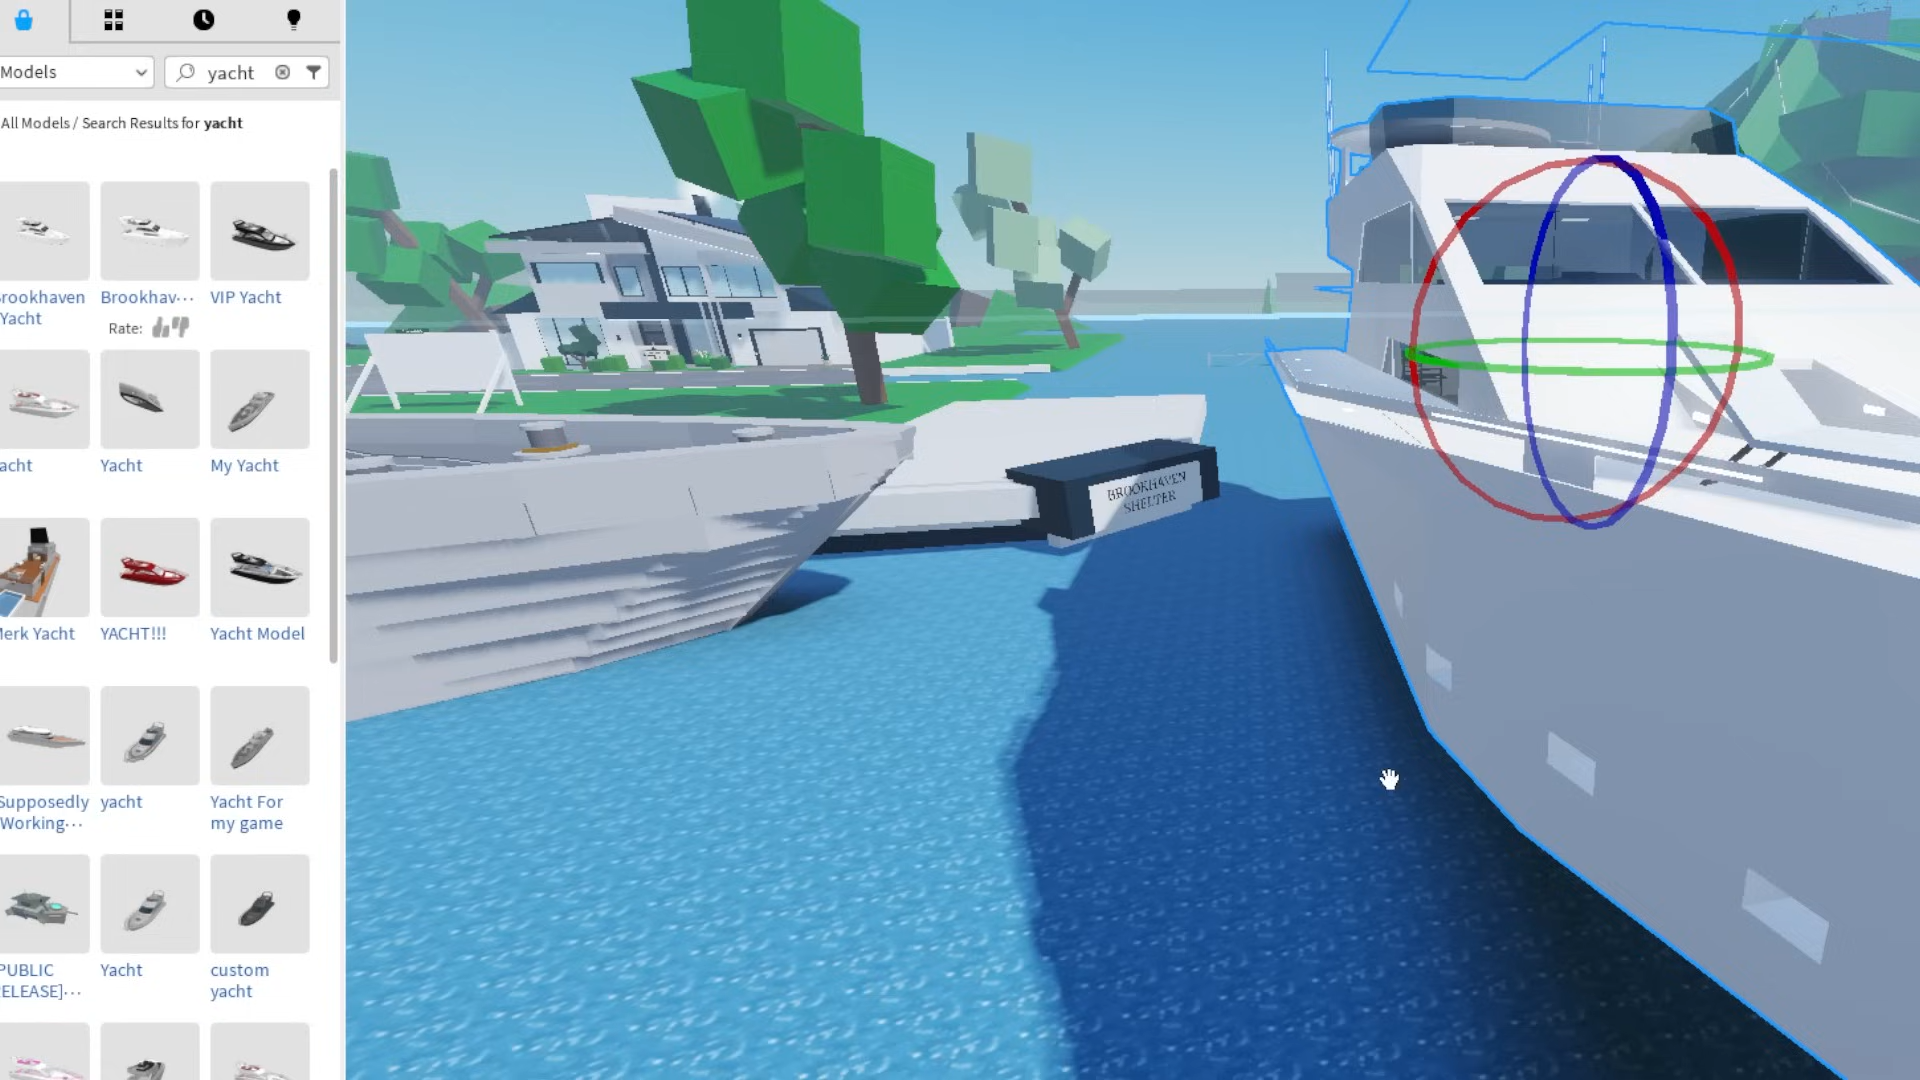 Models
yacht
All Models / Search Results for yacht
rookhaven
Yacht
Brookhav···
VIP Yacht
Rate:
acht
Yacht
My Yacht
Merk Yacht
YACHT!!!
Yacht Model
Supposedly
Working···
yacht
Yacht For
my game
PUBLIC
ELEASE]···
Yacht
custom
yacht
BROOKHAVEN
SHELTER